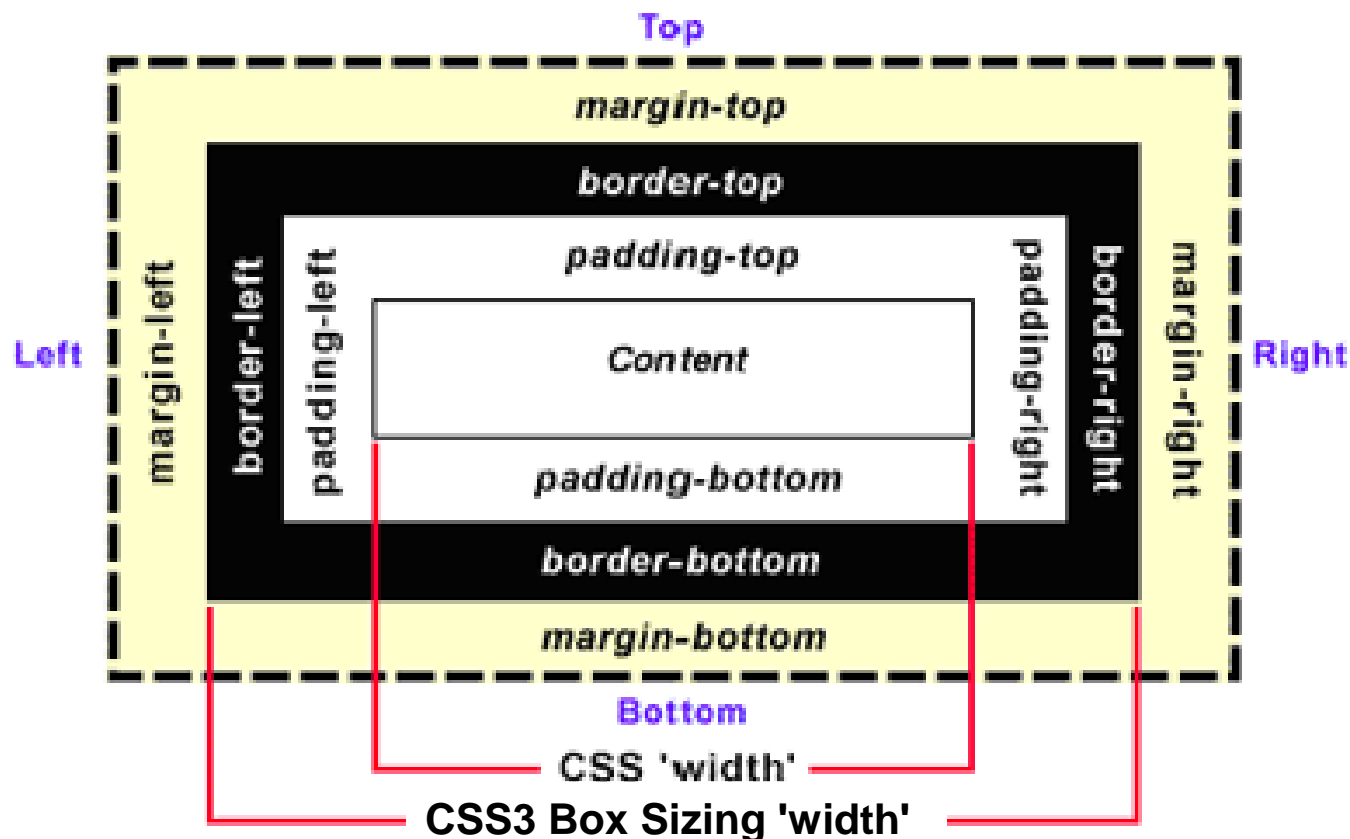 Top
margin-top
border-top
padding-top
Left
margin-left
border-left
padding-left
Content
padding-right
border-right
margin-right
Right
padding-bottom
border-bottom
margin-bottom
Bottom
CSS 'width'
CSS3 Box Sizing 'width'